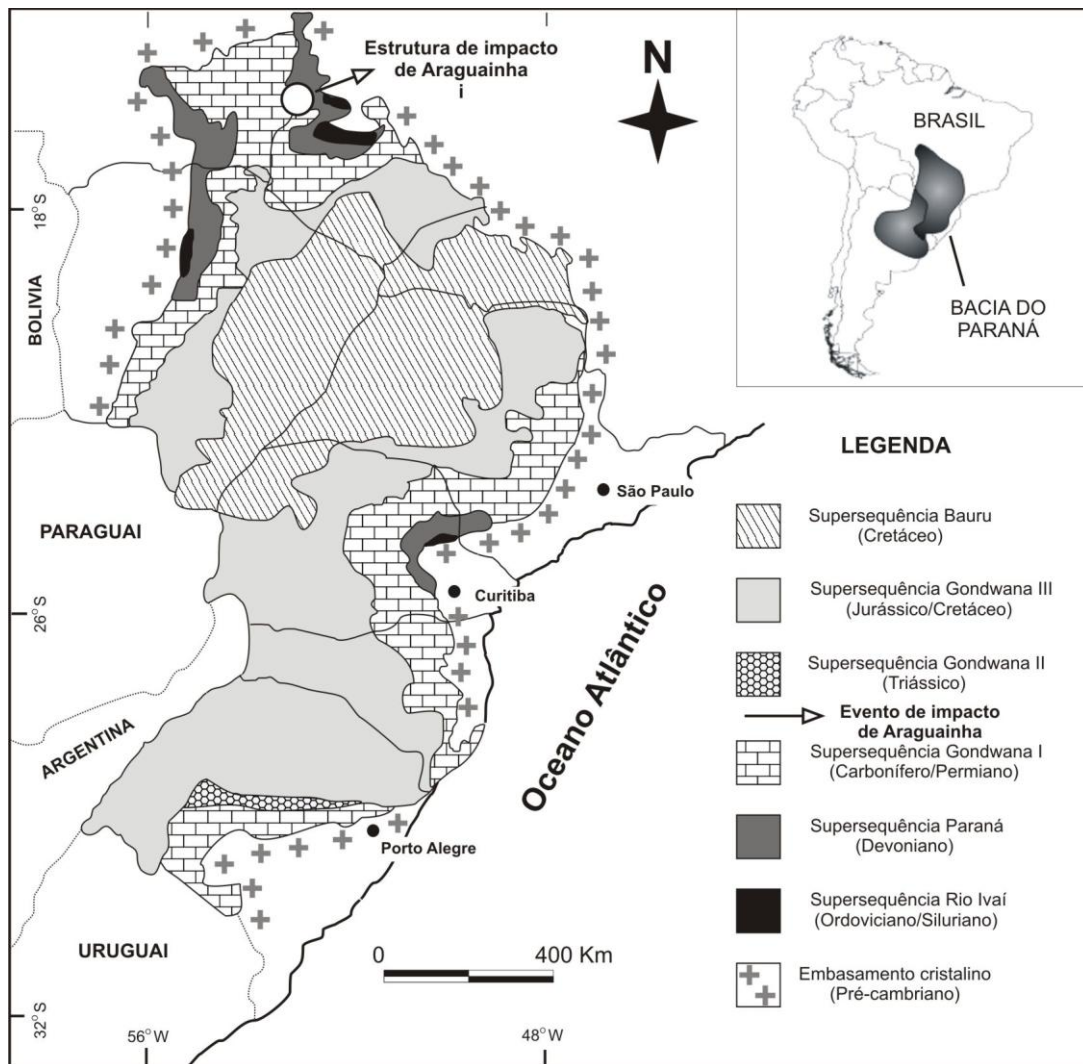 Estrutura de impacto
de Araguainha
i
N
BRASIL
BACIA DO
PARANÁ
18°S
BOLIVIA
PARAGUAI
São Paulo
Curitiba
26°S
ARGENTINA
Oceano Atlântico
Porto Alegre
URUGUAI
0 400 Km
32°S
56°W
48°W
LEGENDA
Supersequência Bauru
(Cretáceo)
Supersequência Gondwana III
(Jurássico/Cretáceo)
Supersequência Gondwana II
(Triássico)
Evento de impacto
de Araguainha
Supersequência Gondwana I
(Carbonífero/Permiano)
Supersequência Paraná
(Devoniano)
Supersequência Rio Ivaí
(Ordoviciano/Siluriano)
Embasamento cristalino
(Pré-cambriano)